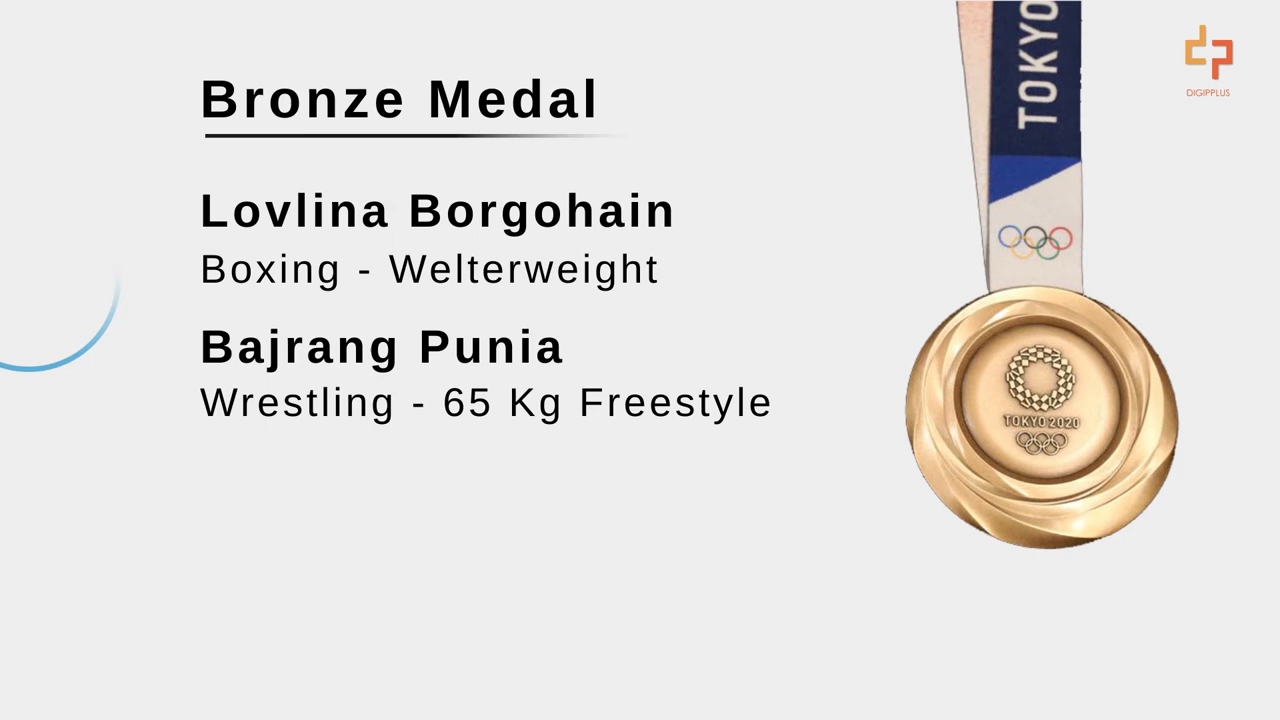 Bronze Medal
Lovlina Borgohain
Boxing - Welterweight
Bajrang Punia
Wrestling - 65 Kg Freestyle
TOKYO
TOKYO 2020
DIGIPPLUS